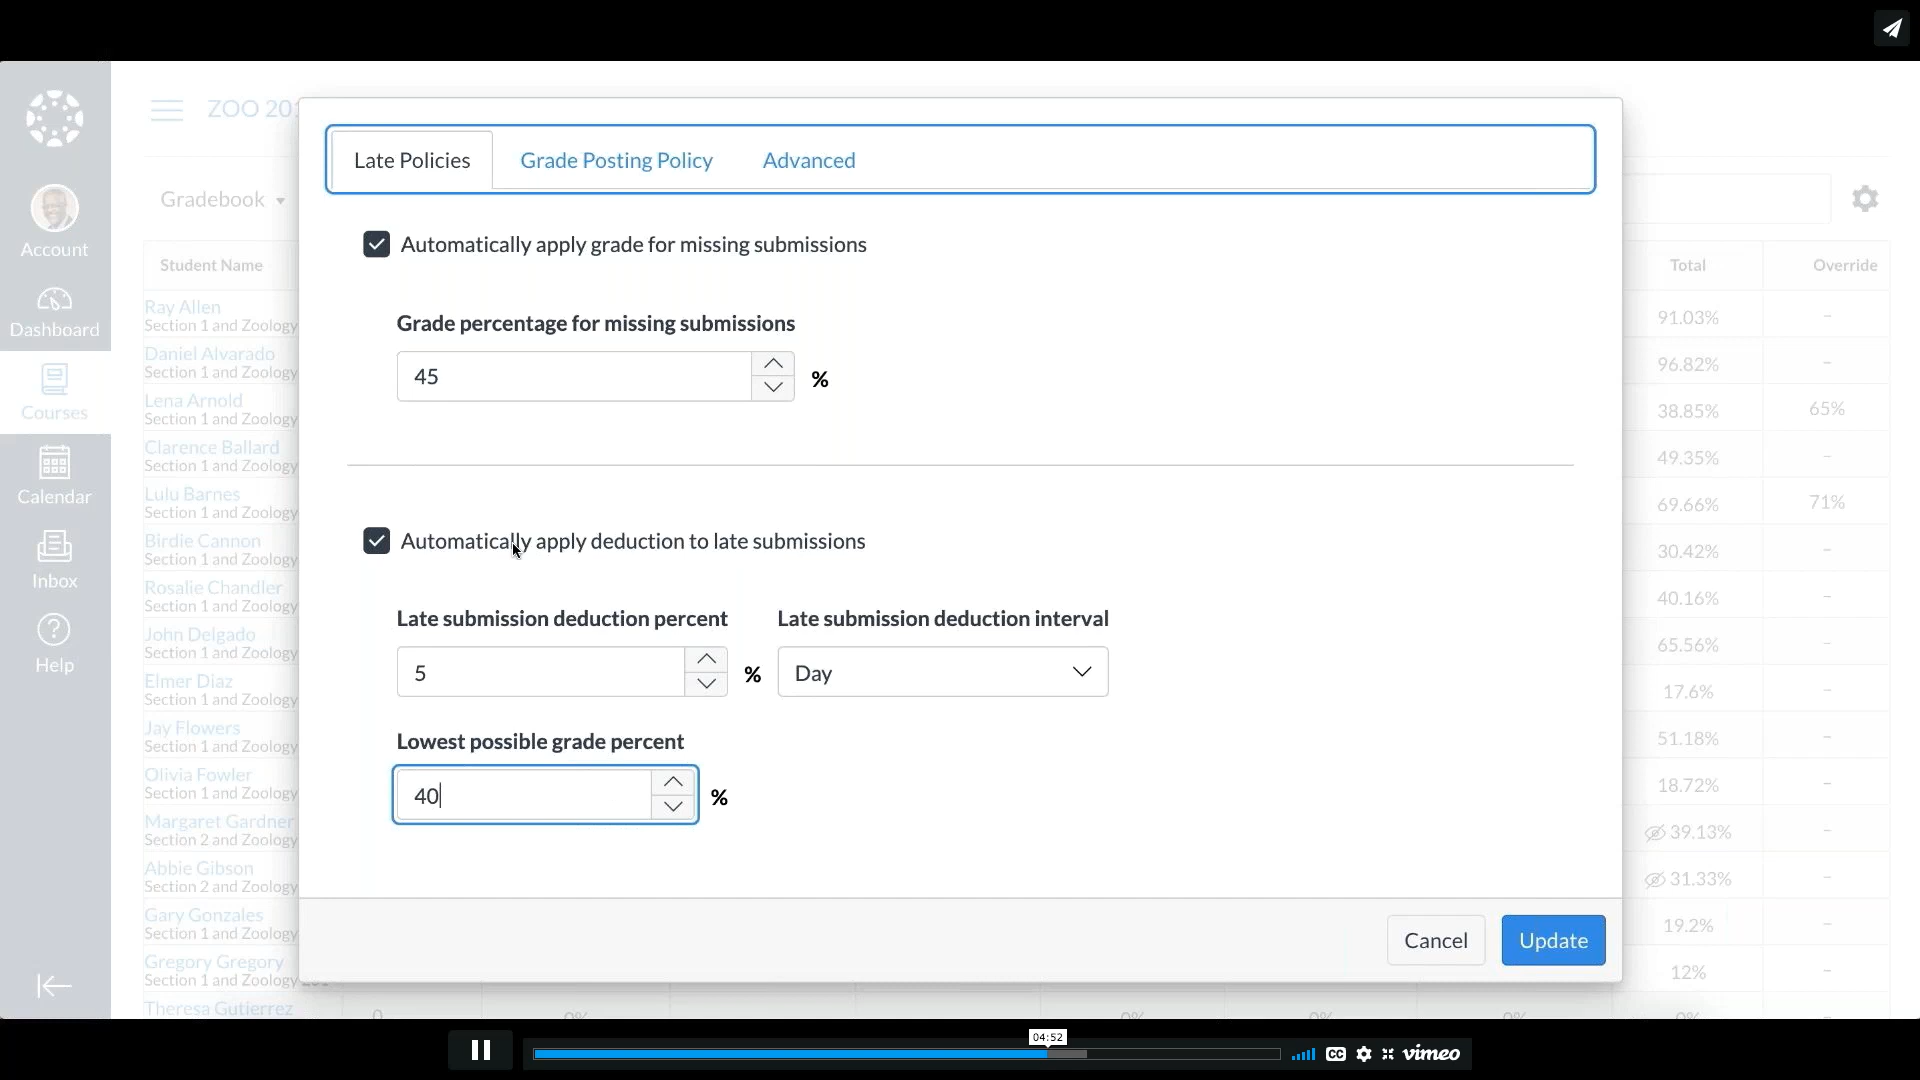 ZOO 201
Late Policies
Grade Posting Policy
Advanced
Gradebook
Account
Dashboard
Courses
Calendar
Inbox
Help
Automatically apply grade for missing submissions
Grade percentage for missing submissions
45
%
Automatically apply deduction to late submissions
Late submission deduction percent
Late submission deduction interval
5
%
Day
Lowest possible grade percent
40
%
Cancel
Update
Student Name
Total
Override
Ray Allen
Section 1 and Zoology
91.03%
–
Daniel Alvarado
Section 1 and Zoology
96.82%
–
Lena Arnold
Section 1 and Zoology
38.85%
65%
Clarence Ballard
Section 1 and Zoology
49.35%
–
Lulu Barnes
Section 1 and Zoology
69.66%
71%
Birdie Cannon
Section 1 and Zoology
30.42%
–
Rosalie Chandler
Section 1 and Zoology
40.16%
–
John Delgado
Section 1 and Zoology
65.56%
–
Elmer Diaz
Section 1 and Zoology
17.6%
–
Jay Flowers
Section 1 and Zoology
51.18%
–
Olivia Fowler
Section 1 and Zoology
18.72%
–
Margaret Gardner
Section 2 and Zoology
39.13%
–
Abbie Gibson
Section 2 and Zoology
31.33%
–
Gary Gonzales
Section 1 and Zoology
19.2%
–
Gregory Gregory
Section 1 and Zoology 201
12%
–
Theresa Gutierrez
04:52
CC
vimeo